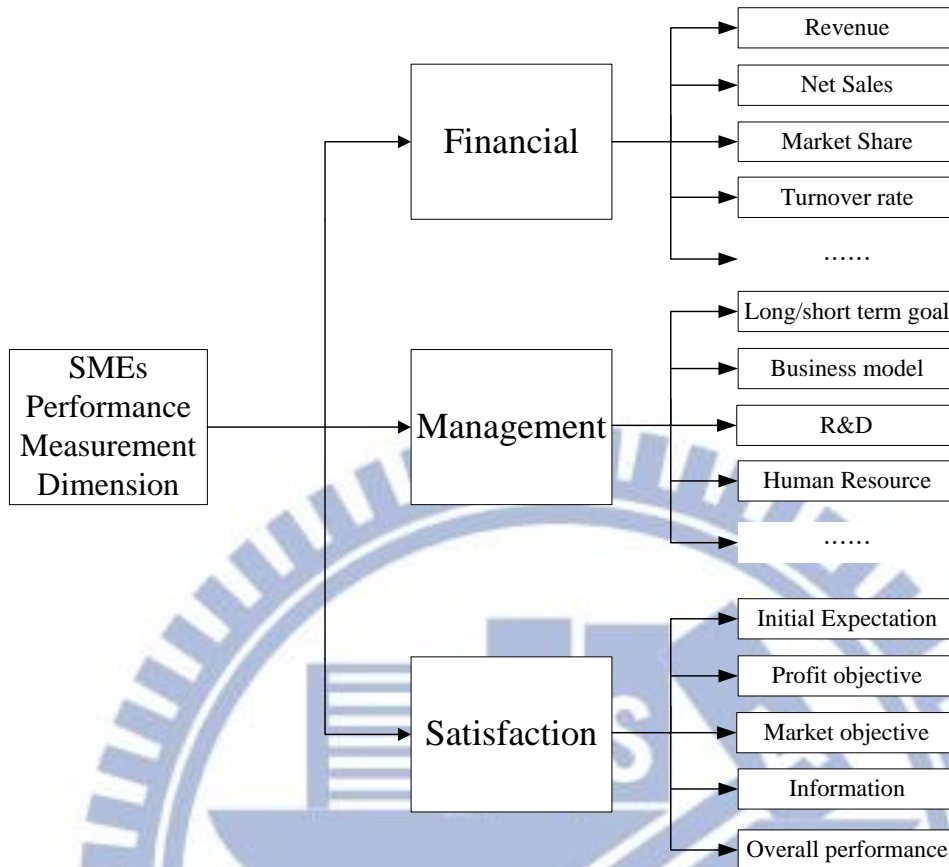 SMEs
Performance
Measurement
Dimension
Financial
Revenue
Net Sales
Market Share
Turnover rate
......
Management
Long/short term goal
Business model
R&D
Human Resource
......
Satisfaction
Initial Expectation
Profit objective
Market objective
Information
Overall performance